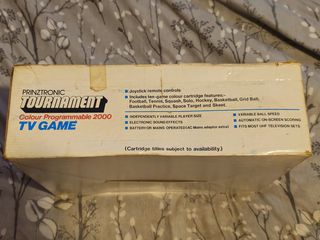 PRINZTRONIC
TOURNAMENT
Colour Programmable 2000
TV GAME
■ Joystick remote controls
■ Includes ten game colour cartridge features:-
Football, Tennis, Squash, Solo, Hockey, Basketball, Grid Ball,
Basketball Practice, Space Target and Skeet.
■ INDEPENDENTLY VARIABLE PLAYER SIZE
■ ELECTRONIC SOUND EFFECTS
■ BATTERY OR MAINS OPERATED (AC Mains adaptor extra)
■ VARIABLE BALL SPEED
■ AUTOMATIC ON-SCREEN SCORING
■ FITS MOST UHF TELEVISION SETS
(Cartridge titles subject to availability.)